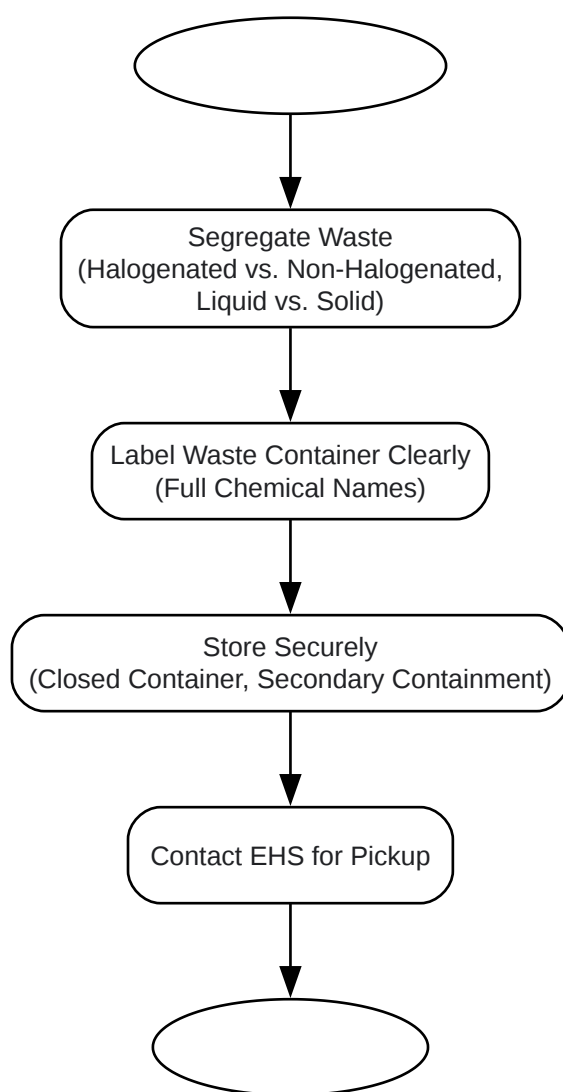 Segregate Waste
(Halogenated vs. Non-Halogenated,
Liquid vs. Solid)
Label Waste Container Clearly
(Full Chemical Names)
Store Securely
(Closed Container, Secondary Containment)
Contact EHS for Pickup